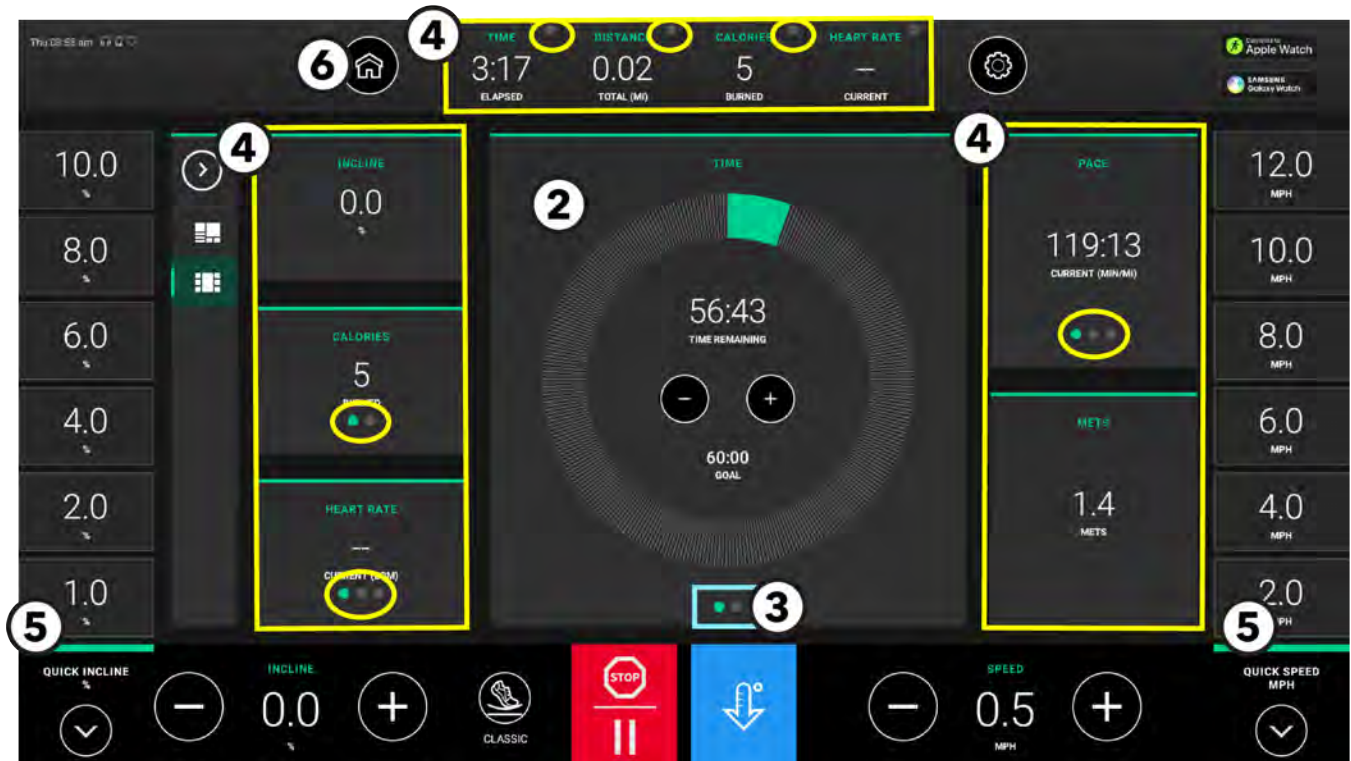 Thu 08:55 am
4
TIME DISTANCE CALORIES HEART RATE
3:17 0.02 5 --
ELAPSED TOTAL (MI) BURNED CURRENT
6
Apple Watch
SAMSUNG
Galaxy Watch
10.0
%
8.0
%
6.0
%
4.0
%
2.0
%
1.0
%
5
QUICK INCLINE
%
4
INCLINE
0.0
%
CALORIES
5
BURNED
HEART RATE
--
CURRENT (BPM)
2
TIME
56:43
TIME REMAINING
- +
60:00
GOAL
3
4
PACE
119:13
CURRENT (MIN/MI)
METS
1.4
METS
12.0
MPH
10.0
MPH
8.0
MPH
6.0
MPH
4.0
MPH
2.0
MPH
5
QUICK SPEED
MPH
INCLINE
- 0.0 +
%
CLASSIC
STOP
SPEED
- 0.5 +
MPH